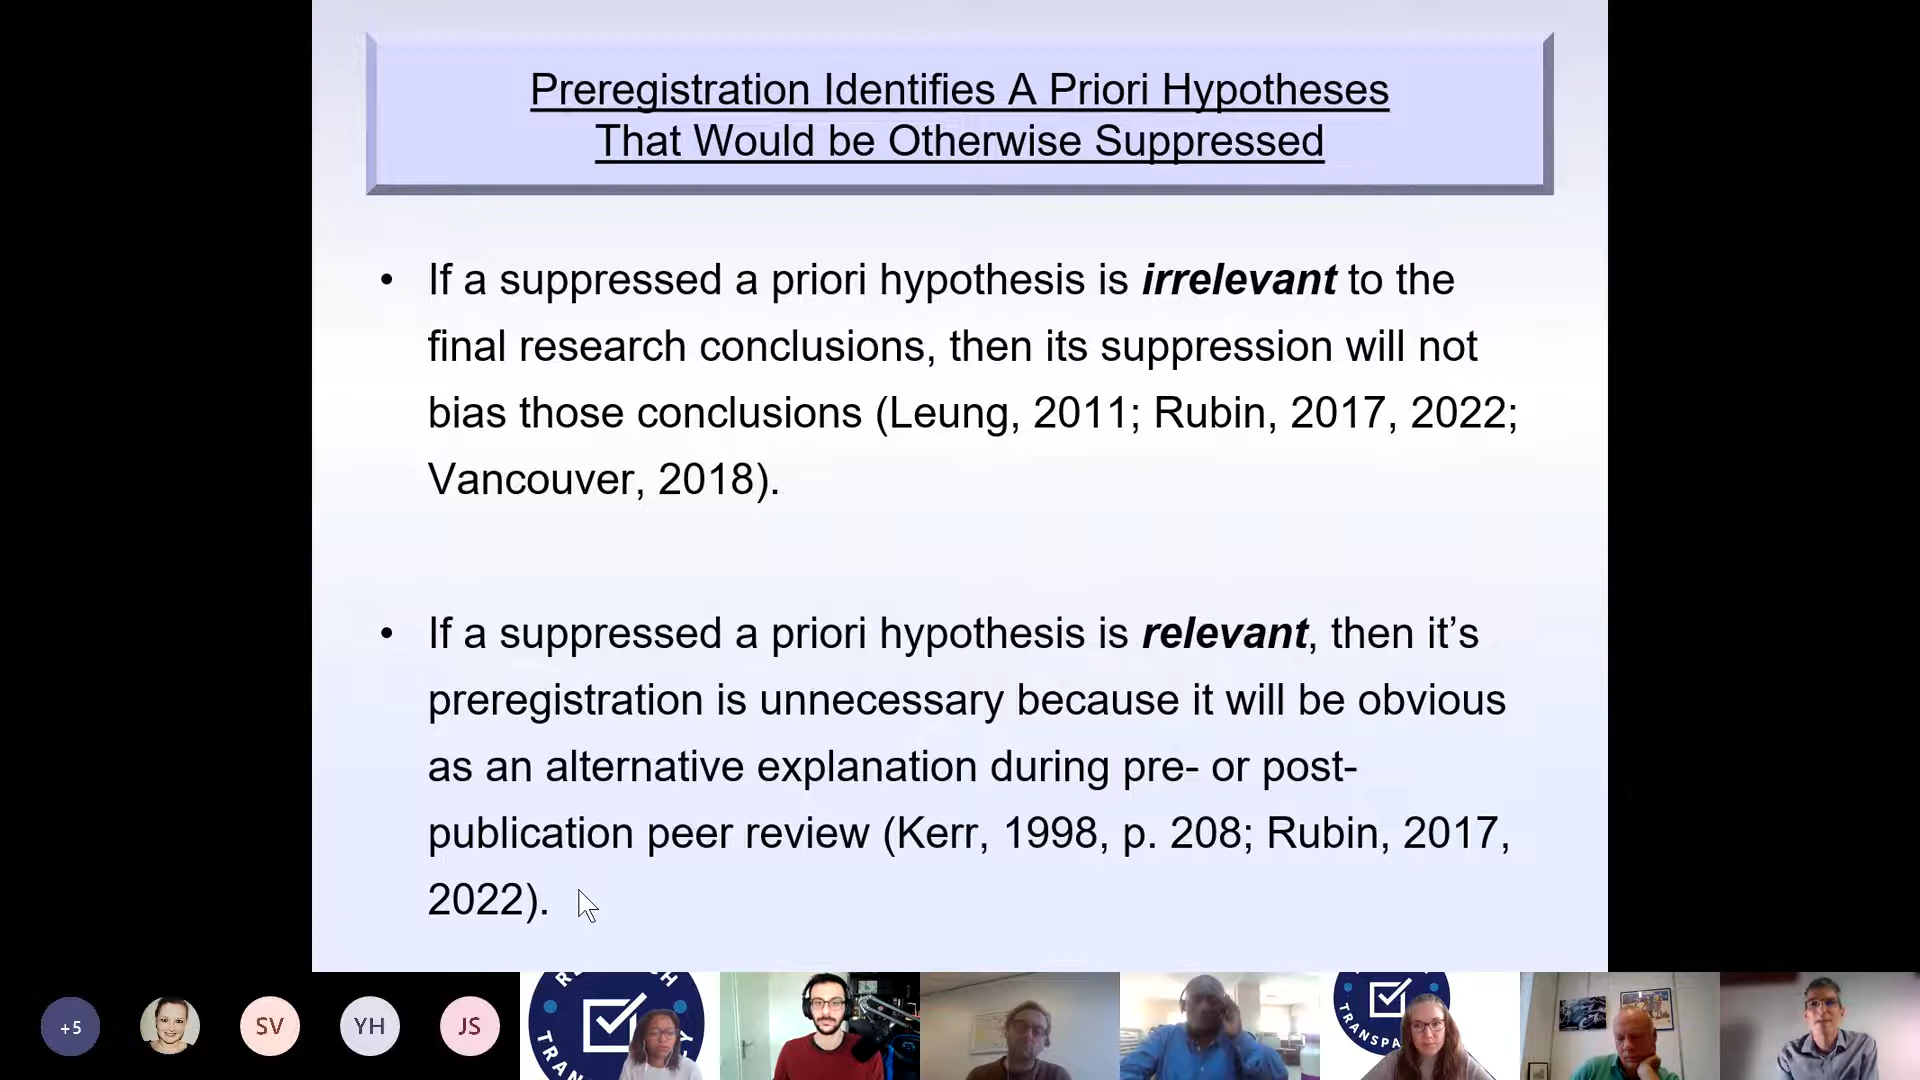 Preregistration Identifies A Priori Hypotheses
That Would be Otherwise Suppressed
• If a suppressed a priori hypothesis is irrelevant to the
final research conclusions, then its suppression will not
bias those conclusions (Leung, 2011; Rubin, 2017, 2022;
Vancouver, 2018).
• If a suppressed a priori hypothesis is relevant, then it’s
preregistration is unnecessary because it will be obvious
as an alternative explanation during pre- or post-
publication peer review (Kerr, 1998, p. 208; Rubin, 2017,
2022).
+5
SV
YH
JS